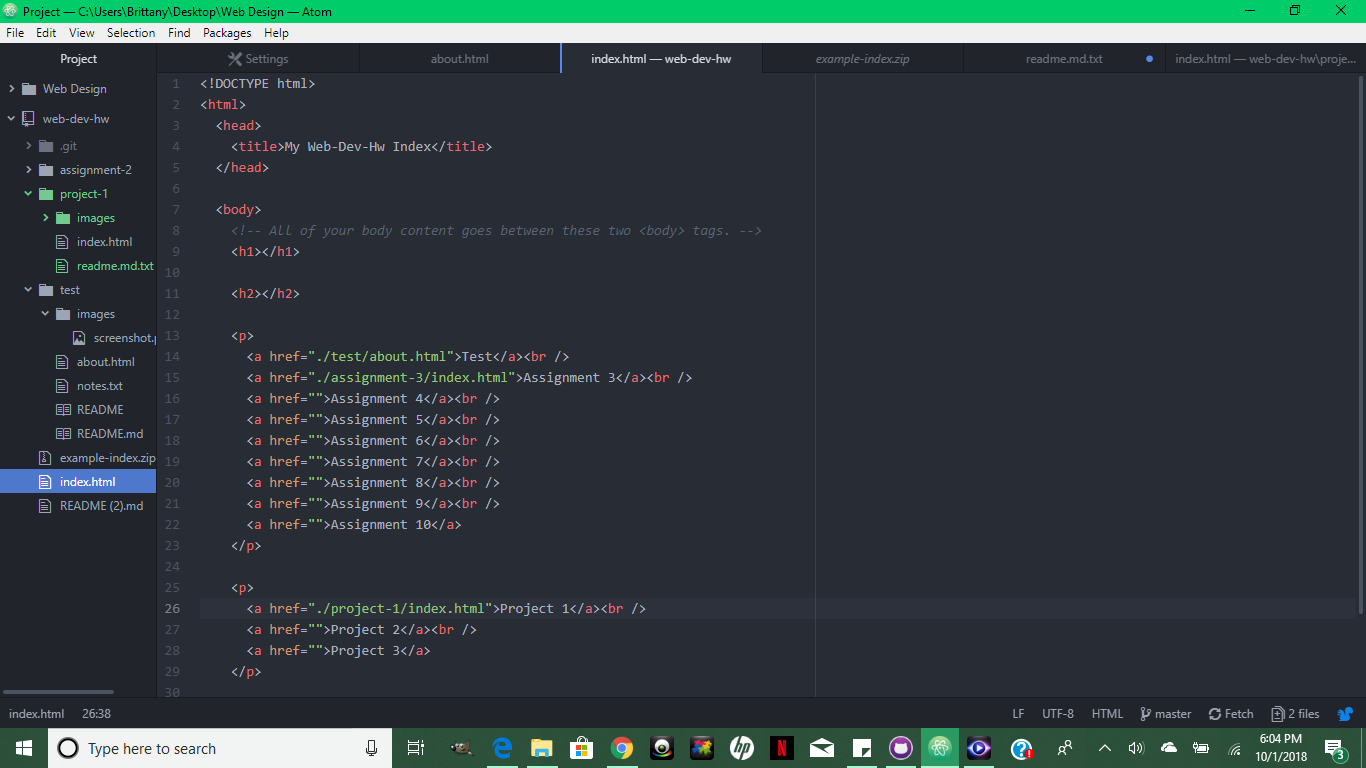 Project — C:\Users\Brittany\Desktop\Web Design — Atom
File Edit View Selection Find Packages Help
Project
Settings
about.html
index.html — web-dev-hw
example-index.zip
readme.md.txt
index.html — web-dev-hw\proje...
Web Design
web-dev-hw
.git
assignment-2
project-1
images
index.html
readme.md.txt
test
images
screenshot.
about.html
notes.txt
README
README.md
example-index.zip
index.html
README (2).md
1 <!DOCTYPE html>
2 <html>
3 <head>
4 <title>My Web-Dev-Hw Index</title>
5 </head>
6
7 <body>
8 <!-- All of your body content goes between these two <body> tags. -->
9 <h1></h1>
10
11 <h2></h2>
12
13 <p>
14 <a href="./test/about.html">Test</a><br />
15 <a href="./assignment-3/index.html">Assignment 3</a><br />
16 <a href="">Assignment 4</a><br />
17 <a href="">Assignment 5</a><br />
18 <a href="">Assignment 6</a><br />
19 <a href="">Assignment 7</a><br />
20 <a href="">Assignment 8</a><br />
21 <a href="">Assignment 9</a><br />
22 <a href="">Assignment 10</a>
23 </p>
24
25 <p>
26 <a href="./project-1/index.html">Project 1</a><br />
27 <a href="">Project 2</a><br />
28 <a href="">Project 3</a>
29 </p>
30
index.html 26:38
LF UTF-8 HTML master Fetch 2 files
Type here to search
hp
N
6:04 PM
10/1/2018
3